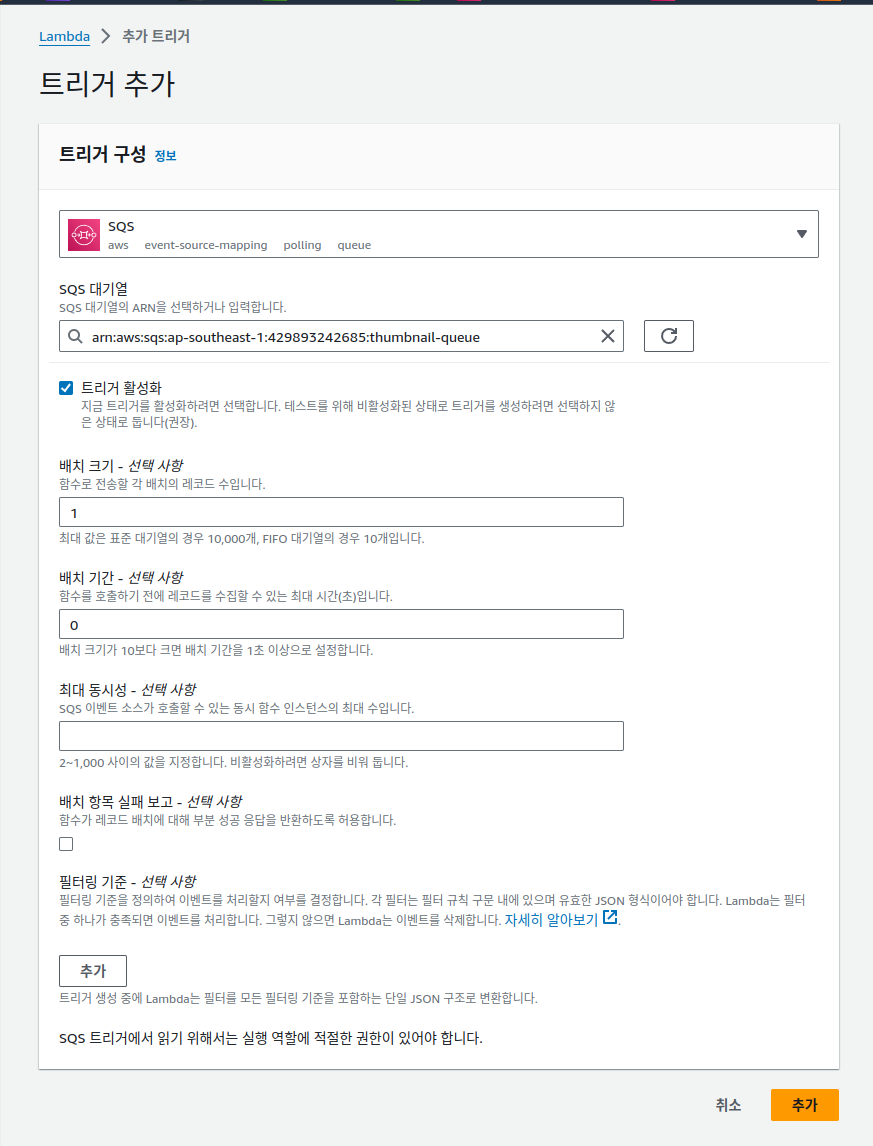 Lambda > 추가 트리거
트리거 추가
트리거 구성 정보
SQS
aws event-source-mapping polling queue
SQS 대기열
SQS 대기열의 ARN을 선택하거나 입력합니다.
arn:aws:sqs:ap-southeast-1:429893242685:thumbnail-queue
트리거 활성화
지금 트리거를 활성화하려면 선택합니다. 테스트를 위해 비활성화된 상태로 트리거를 생성하려면 선택하지 않
은 상태로 둡니다(권장).
배치 크기 - 선택 사항
함수로 전송할 각 배치의 레코드 수입니다.
1
최대 값은 표준 대기열의 경우 10,000개, FIFO 대기열의 경우 10개입니다.
배치 기간 - 선택 사항
함수를 호출하기 전에 레코드를 수집할 수 있는 최대 시간(초)입니다.
0
배치 크기가 10보다 크면 배치 기간을 1초 이상으로 설정합니다.
최대 동시성 - 선택 사항
SQS 이벤트 소스가 호출할 수 있는 동시 함수 인스턴스의 최대 수입니다.
2~1,000 사이의 값을 지정합니다. 비활성화하려면 상자를 비워 둡니다.
배치 항목 실패 보고 - 선택 사항
함수가 레코드 배치에 대해 부분 성공 응답을 반환하도록 허용합니다.
필터링 기준 - 선택 사항
필터링 기준을 정의하여 이벤트를 처리할지 여부를 결정합니다. 각 필터는 필터 규칙 구문 내에 있으며 유효한 JSON 형식이어야 합니다. Lambda는 필터
중 하나가 충족되면 이벤트를 처리합니다. 그렇지 않으면 Lambda는 이벤트를 삭제합니다. 자세히 알아보기.
추가
트리거 생성 중에 Lambda는 필터를 모든 필터링 기준을 포함하는 단일 JSON 구조로 변환합니다.
SQS 트리거에서 읽기 위해서는 실행 역할에 적절한 권한이 있어야 합니다.
취소 추가